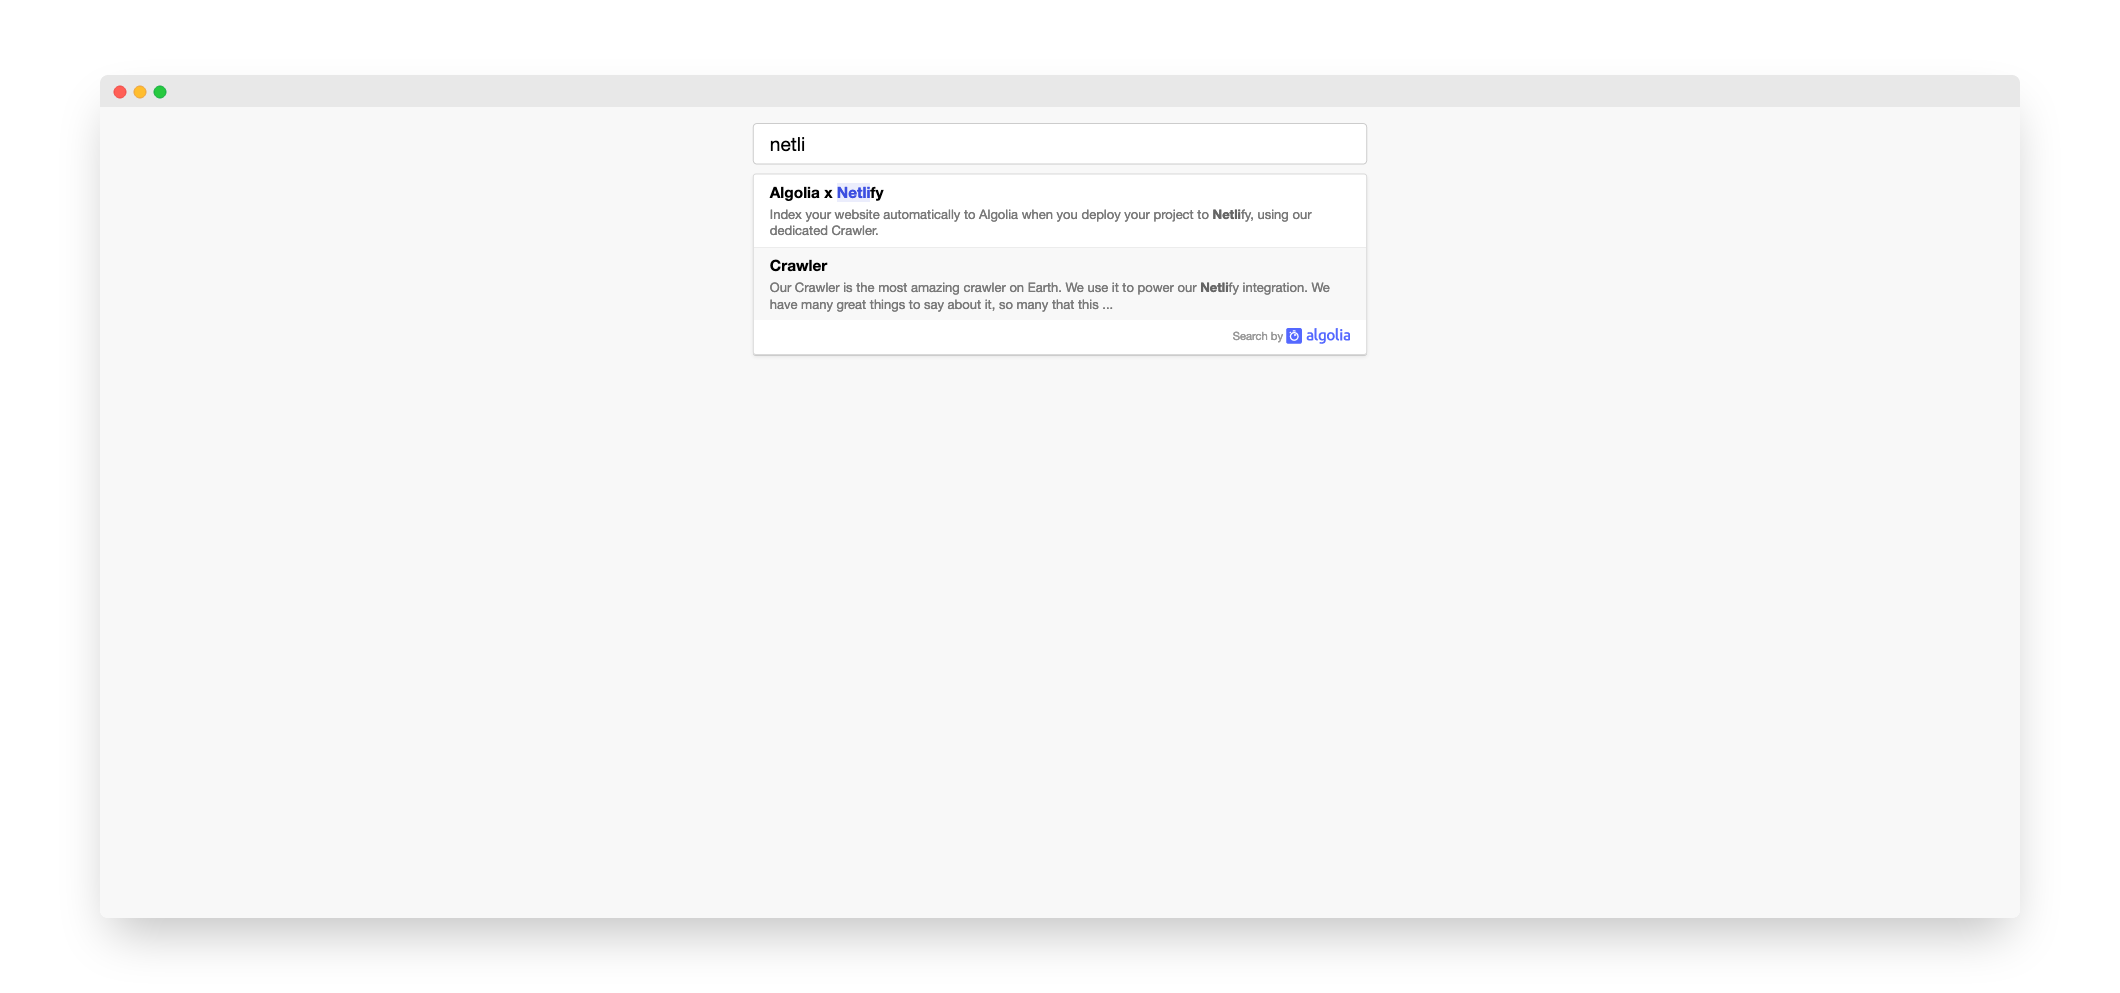 netli
Algolia x Netlify
Index your website automatically to Algolia when you deploy your project to Netlify, using our
dedicated Crawler.
Crawler
Our Crawler is the most amazing crawler on Earth. We use it to power our Netlify integration. We
have many great things to say about it, so many that this ...
Search by algolia